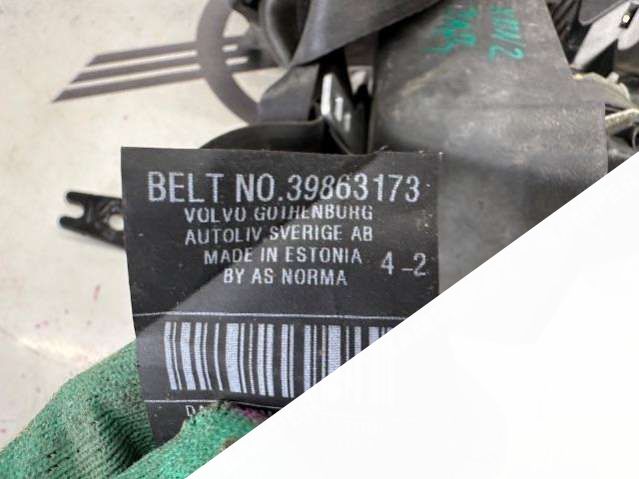 BELT NO.39863173
VOLVO GOTHENBURG
AUTOLIV SVERIGE AB
MADE IN ESTONIA 4-2
BY AS NORMA